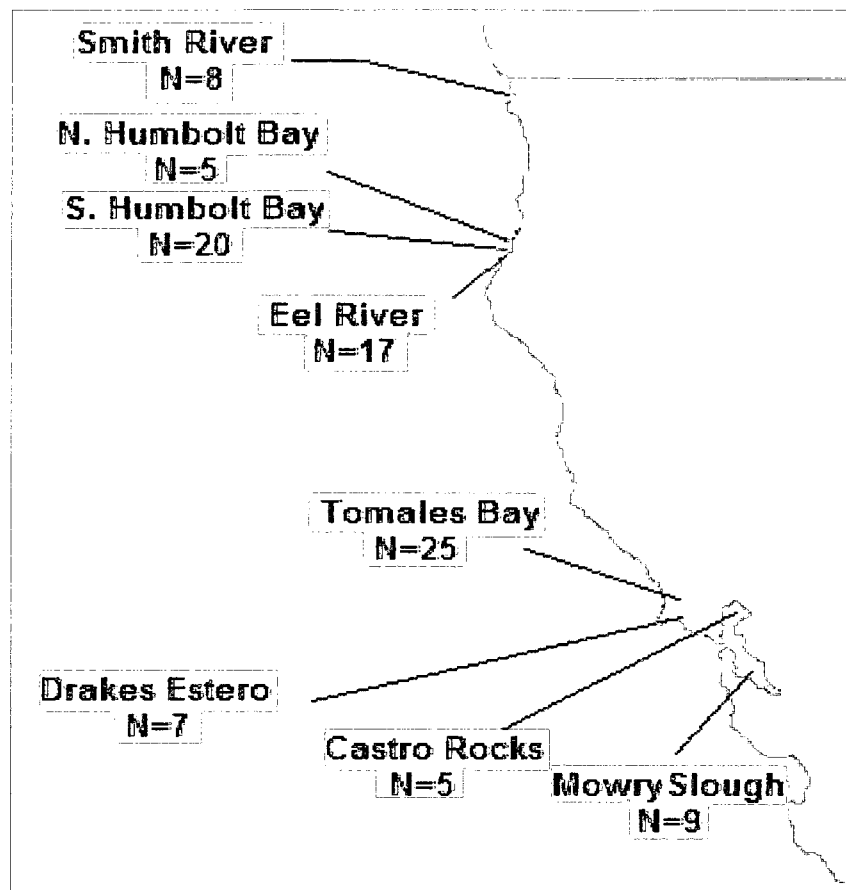 Smith River
N=8
N. Humbolt Bay
N=5
S. Humbolt Bay
N=20
Eel River
N=17
Tomales Bay
N=25
Drakes Estero
N=7
Castro Rocks
N=5
Mowry Slough
N=9